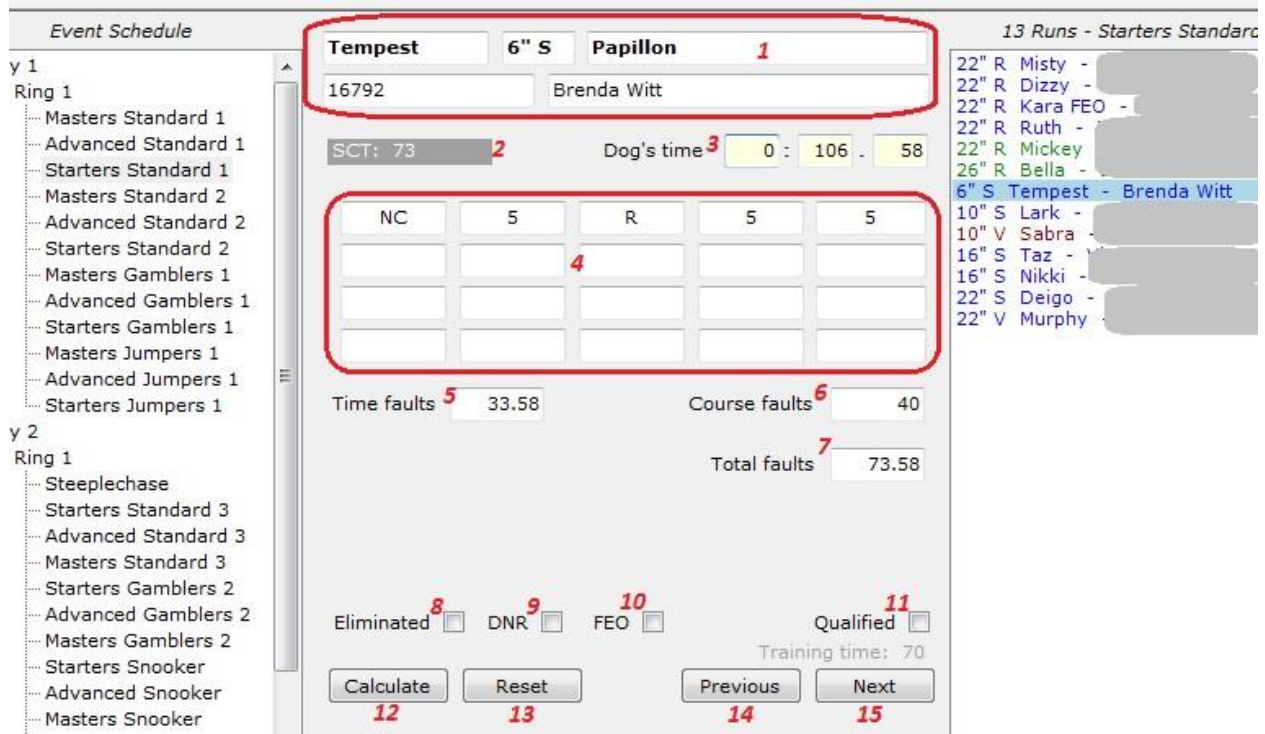 Event Schedule
y 1
Ring 1
Masters Standard 1
Advanced Standard 1
Starters Standard 1
Masters Standard 2
Advanced Standard 2
Starters Standard 2
Masters Gamblers 1
Advanced Gamblers 1
Starters Gamblers 1
Masters Jumpers 1
Advanced Jumpers 1
Starters Jumpers 1
y 2
Ring 1
Steeplechase
Starters Standard 3
Advanced Standard 3
Masters Standard 3
Starters Gamblers 2
Advanced Gamblers 2
Masters Gamblers 2
Starters Snooker
Advanced Snooker
Masters Snooker
Tempest 6" S Papillon 1
16792 Brenda Witt
SCT: 73 2 Dog's time 3 0 : 106 . 58
NC 5 R 5 5
4
Time faults 5 33.58 Course faults 6 40
Total faults 7 73.58
Eliminated 8 DNR 9 FEO 10 Qualified 11
Training time: 70
Calculate Reset Previous Next
12 13 14 15
13 Runs - Starters Standard
22" R Misty -
22" R Dizzy -
22" R Kara FEO -
22" R Ruth -
22" R Mickey
26" R Bella -
6" S Tempest - Brenda Witt
10" S Lark -
10" V Sabra -
16" S Taz -
16" S Nikki -
22" S Deigo -
22" V Murphy -